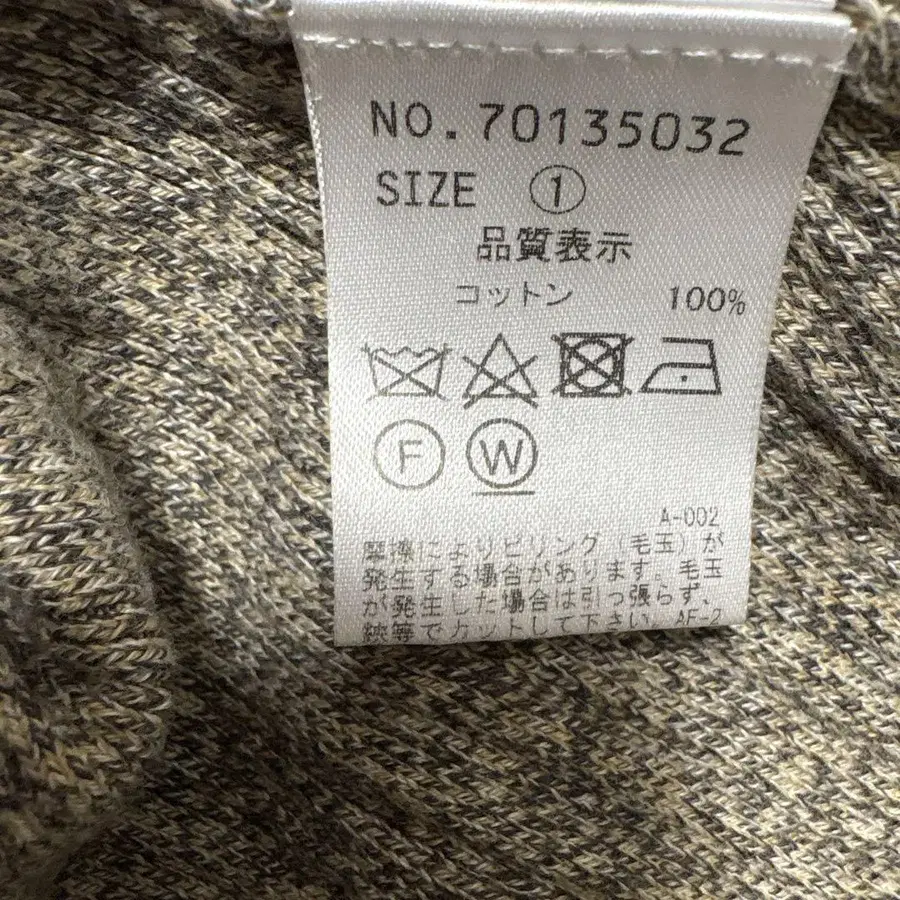 NO. 70135032
SIZE ①
品質表示
コットン 100%
F W
A-002
摩擦によりピリング（毛玉）が
発生する場合があります。毛玉
が発生した場合は引っ張らず、
鋏等でカットして下さい。AF-2